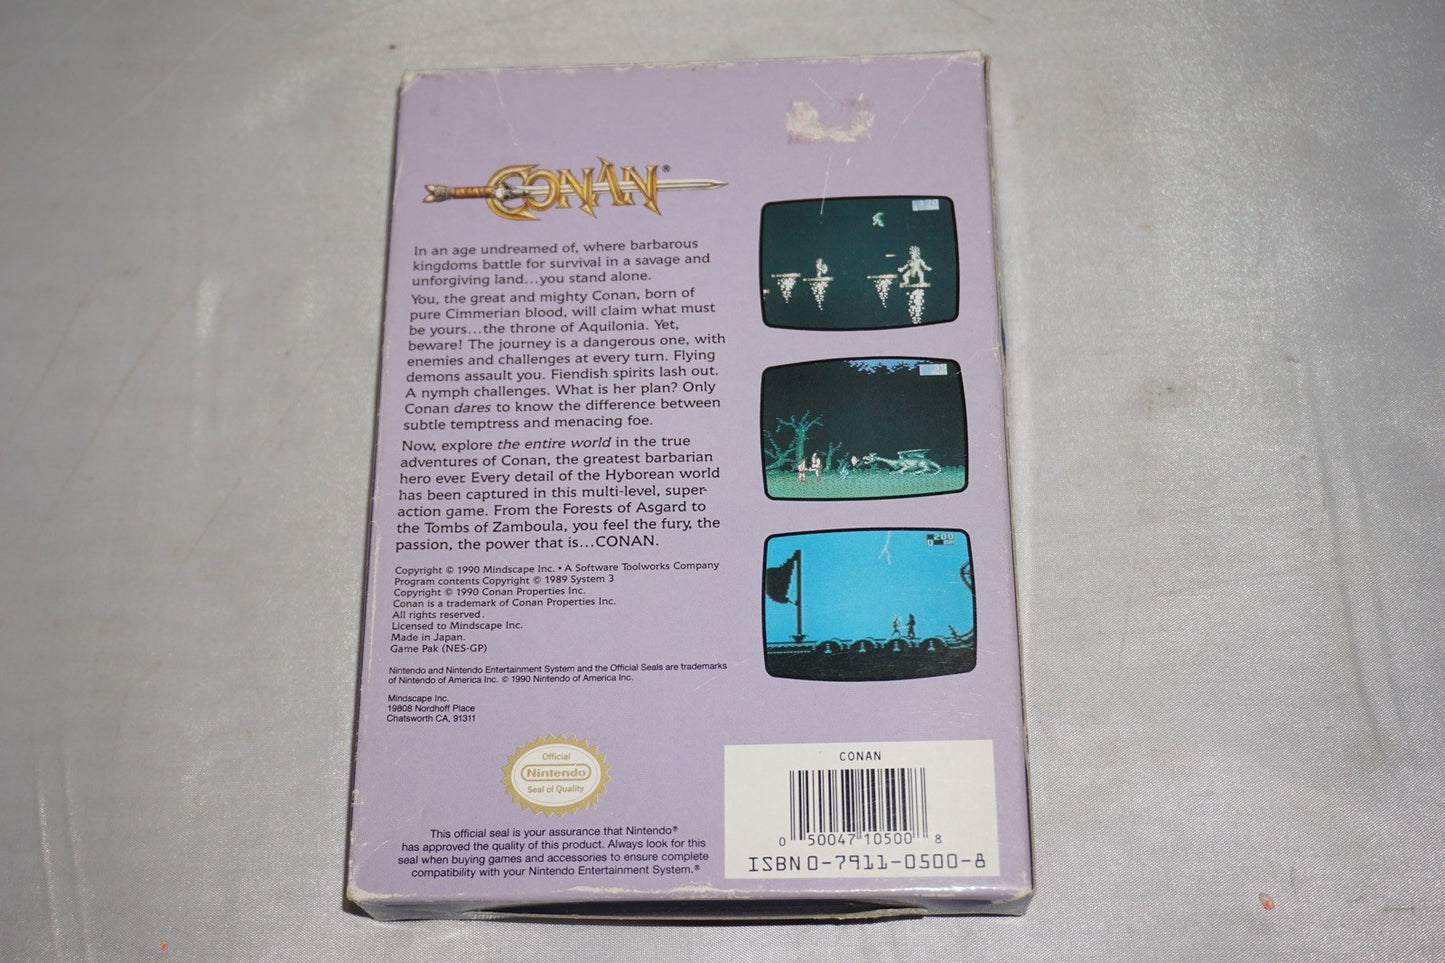 CONAN®
In an age undreamed of, where barbarous
kingdoms battle for survival in a savage and
unforgiving land...you stand alone.
You, the great and mighty Conan, born of
pure Cimmerian blood, will claim what must
be yours...the throne of Aquilonia. Yet,
beware! The journey is a dangerous one, with
enemies and challenges at every turn. Flying
demons assault you. Fiendish spirits lash out.
A nymph challenges. What is her plan? Only
Conan dares to know the difference between
subtle temptress and menacing foe.
Now, explore the entire world in the true
adventures of Conan, the greatest barbarian
hero ever. Every detail of the Hyborean world
has been captured in this multi-level, super-
action game. From the Forests of Asgard to
the Tombs of Zamboula, you feel the fury, the
passion, the power that is...CONAN.
Copyright © 1990 Mindscape Inc. • A Software Toolworks Company
Program contents Copyright © 1989 System 3
Copyright © 1990 Conan Properties Inc.
Conan is a trademark of Conan Properties Inc.
All rights reserved.
Licensed to Mindscape Inc.
Made in Japan.
Game Pak (NES-GP)
Nintendo and Nintendo Entertainment System and the Official Seals are trademarks
of Nintendo of America Inc. © 1990 Nintendo of America Inc.
Mindscape Inc.
19808 Nordhoff Place
Chatsworth CA, 91311
Official
Nintendo
Seal of Quality
This official seal is your assurance that Nintendo®
has approved the quality of this product. Always look for this
seal when buying games and accessories to ensure complete
compatibility with your Nintendo Entertainment System.®
200
0
CONAN
0 50047 10500 8
ISBN 0-7911-0500-8